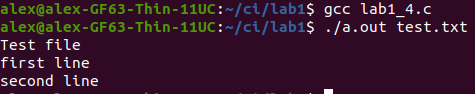 alex@alex-GF63-Thin-11UC:~/ci/lab1$ gcc lab1_4.c
alex@alex-GF63-Thin-11UC:~/ci/lab1$ ./a.out test.txt
Test file
first line
second line